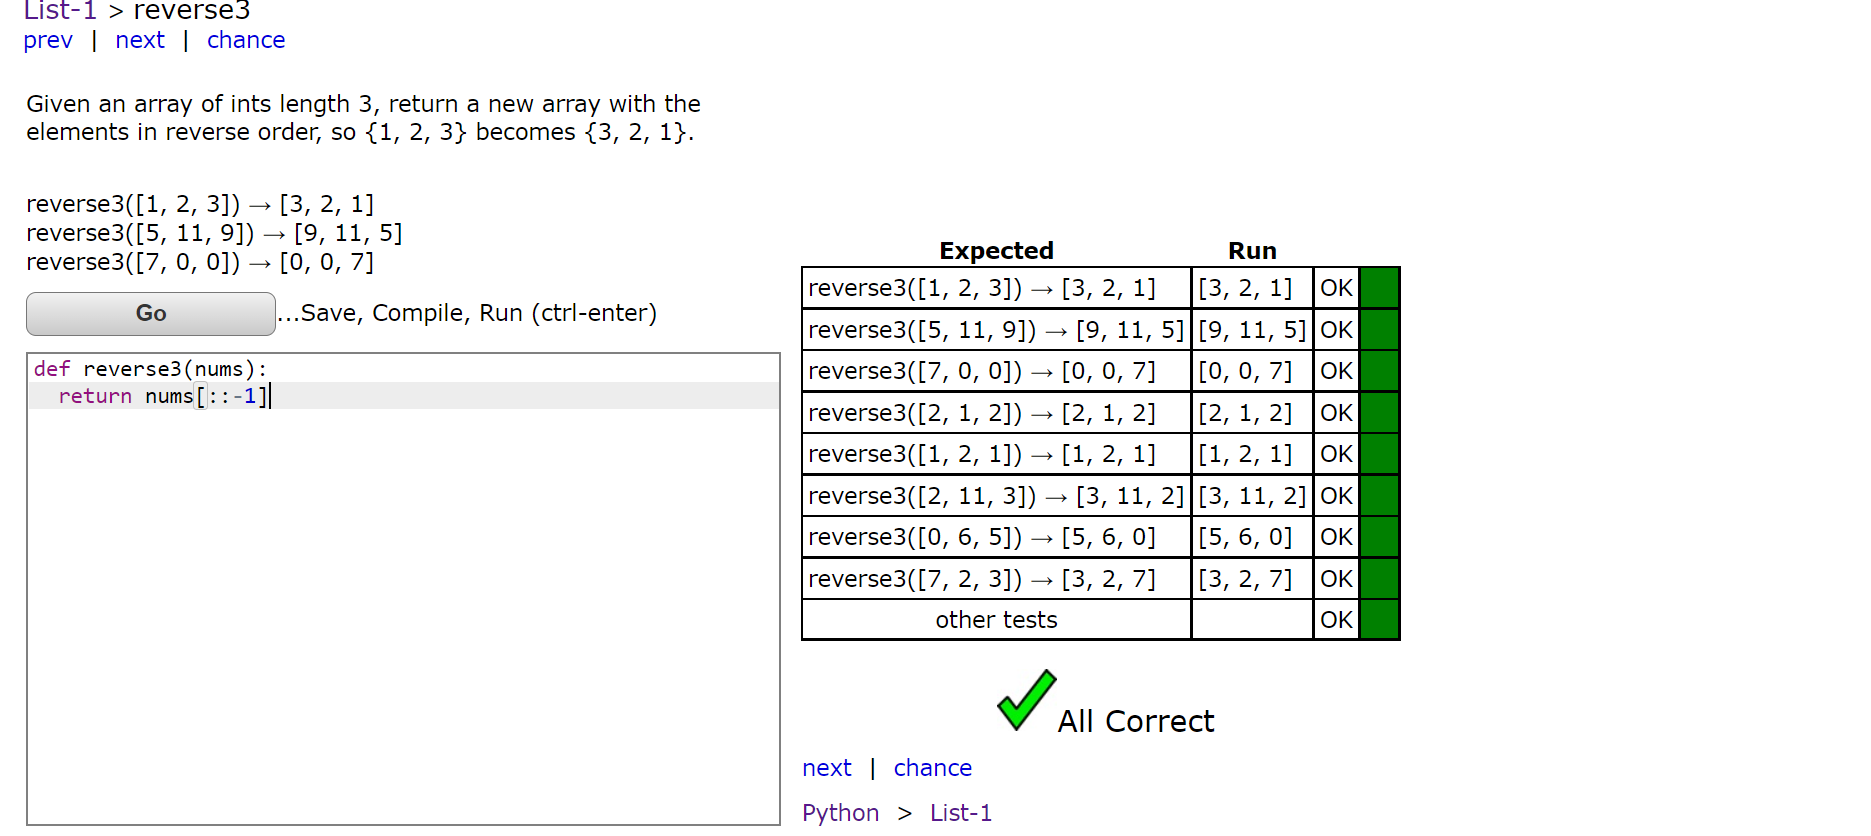 List-1 > reverse3
prev | next | chance
Given an array of ints length 3, return a new array with the
elements in reverse order, so {1, 2, 3} becomes {3, 2, 1}.
reverse3([1, 2, 3]) → [3, 2, 1]
reverse3([5, 11, 9]) → [9, 11, 5]
reverse3([7, 0, 0]) → [0, 0, 7]
Go ...Save, Compile, Run (ctrl-enter)
def reverse3(nums):
  return nums[::-1]
Expected Run
reverse3([1, 2, 3]) → [3, 2, 1] [3, 2, 1] OK
reverse3([5, 11, 9]) → [9, 11, 5] [9, 11, 5] OK
reverse3([7, 0, 0]) → [0, 0, 7] [0, 0, 7] OK
reverse3([2, 1, 2]) → [2, 1, 2] [2, 1, 2] OK
reverse3([1, 2, 1]) → [1, 2, 1] [1, 2, 1] OK
reverse3([2, 11, 3]) → [3, 11, 2] [3, 11, 2] OK
reverse3([0, 6, 5]) → [5, 6, 0] [5, 6, 0] OK
reverse3([7, 2, 3]) → [3, 2, 7] [3, 2, 7] OK
other tests OK
All Correct
next | chance
Python > List-1